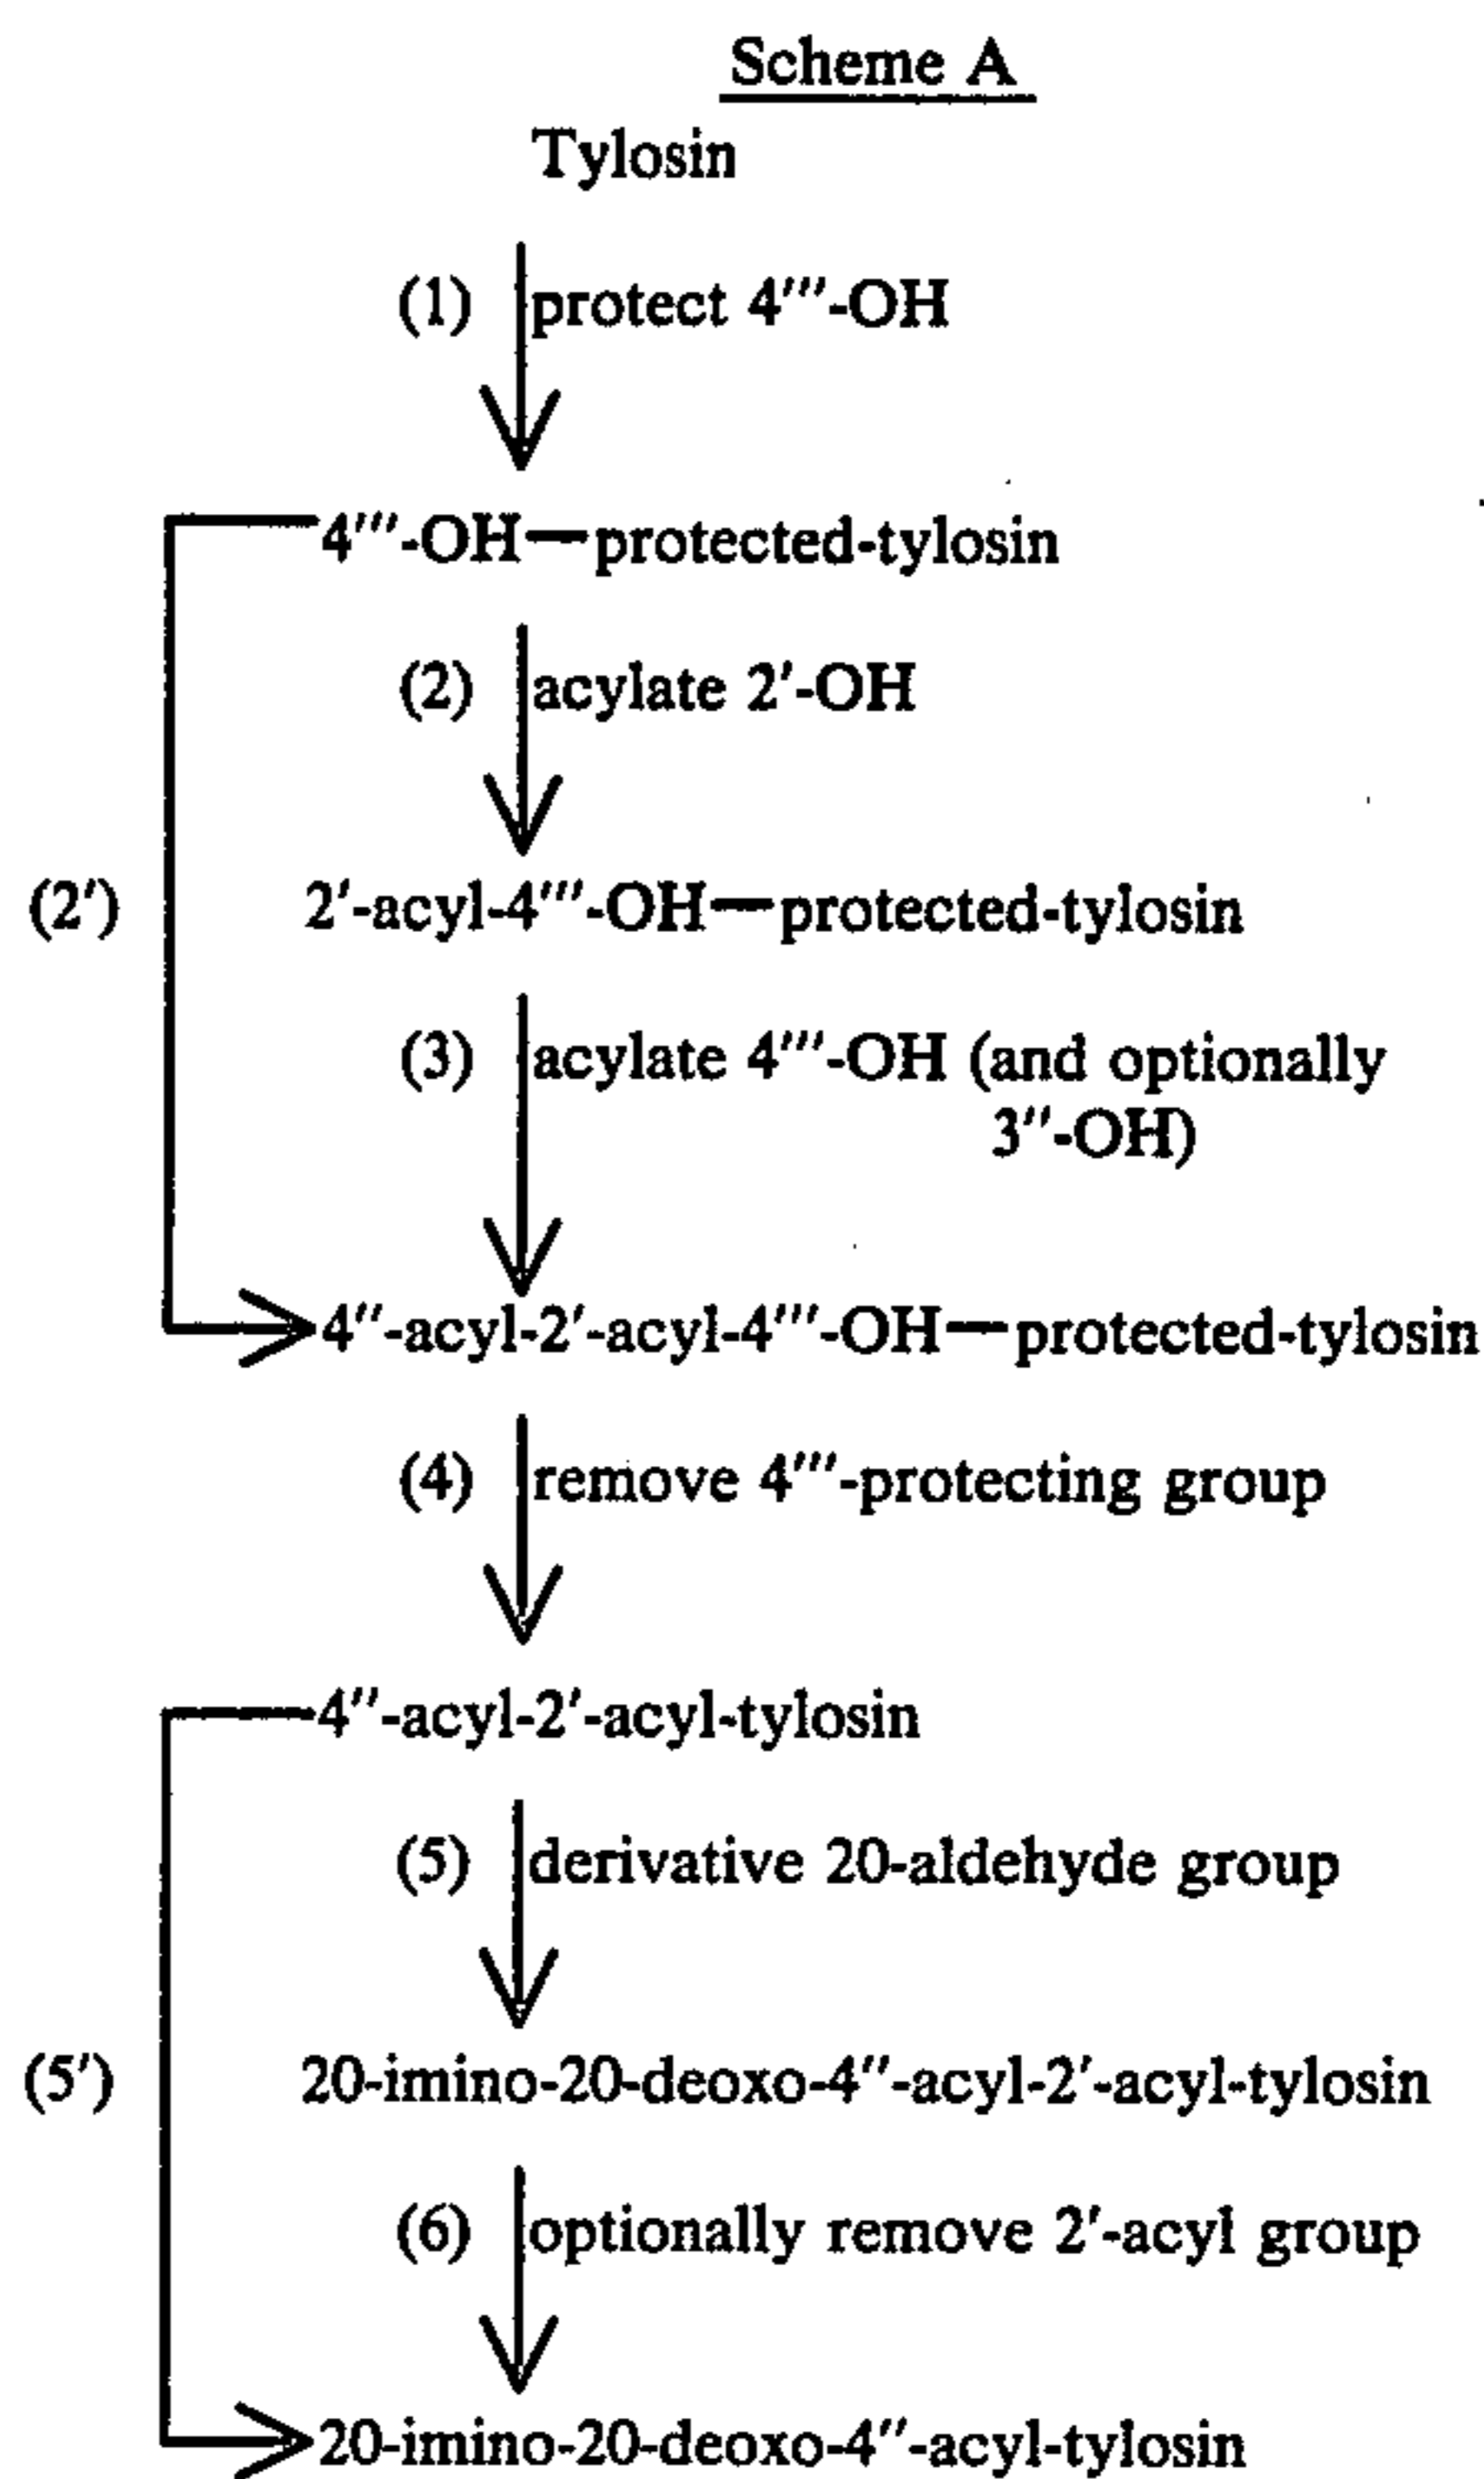 Scheme A
Tylosin
(1) protect 4‴-OH
4‴-OH—protected-tylosin
(2) acylate 2′-OH
(2′) 2′-acyl-4‴-OH—protected-tylosin
(3) acylate 4‴-OH (and optionally
3″-OH)
4″-acyl-2′-acyl-4‴-OH—protected-tylosin
(4) remove 4‴-protecting group
4″-acyl-2′-acyl-tylosin
(5) derivative 20-aldehyde group
(5′) 20-imino-20-deoxo-4″-acyl-2′-acyl-tylosin
(6) optionally remove 2′-acyl group
20-imino-20-deoxo-4″-acyl-tylosin